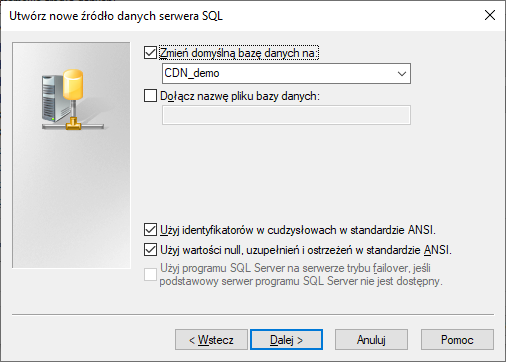 Utwórz nowe źródło danych serwera SQL
Zmień domyślną bazę danych na:
CDN_demo
Dołącz nazwę pliku bazy danych:
Użyj identyfikatorów w cudzysłowach w standardzie ANSI.
Użyj wartości null, uzupełnień i ostrzeżeń w standardzie ANSI.
Użyj programu SQL Server na serwerze trybu failover, jeśli
podstawowy serwer programu SQL Server nie jest dostępny.
< Wstecz
Dalej >
Anuluj
Pomoc